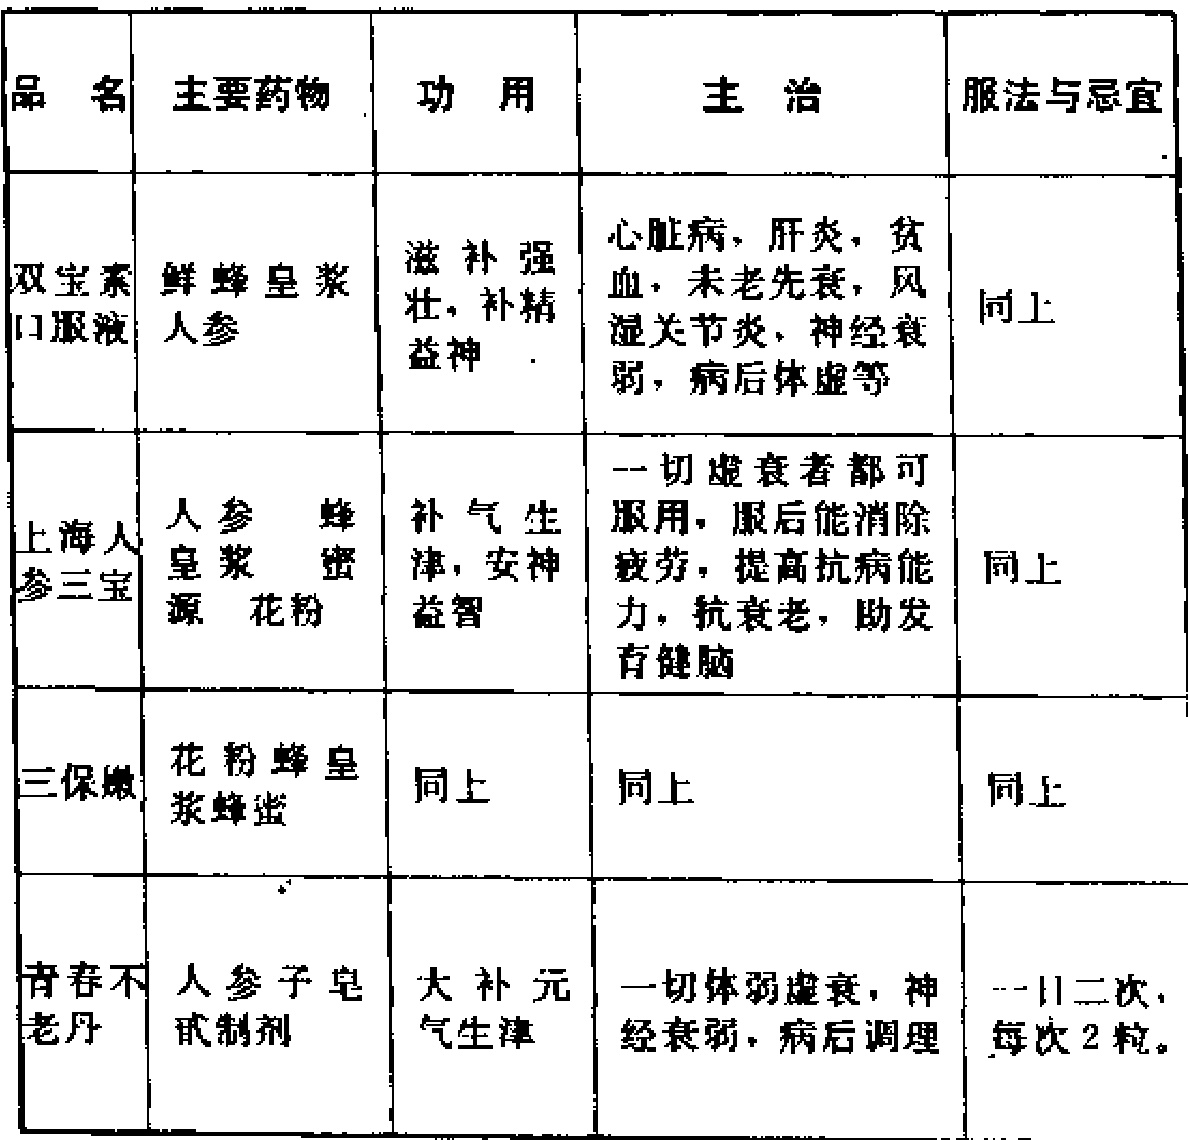 品 名 主要药物 功 用 主 治 服法与忌宜
双宝素
口服液
鲜蜂皇浆
人参
滋补强
壮，补精
益神
心脏病，肝炎，贫
血，未老先衰，风
湿关节炎，神经衰
弱，病后体虚等
同上
上海人
参三宝
人参 蜂
皇浆 蜜
源 花粉
补气生
津，安神
益智
一切虚衰者都可
服用，服后能消除
疲劳，提高抗病能
力，抗衰老，助发
育健脑
同上
三保嫩
花粉蜂皇
浆蜂蜜
同上
同上
同上
青春不
老丹
人参子皂
甙制剂
大补元
气生津
一切体弱虚衰，神
经衰弱，病后调理
一日二次，
每次2粒。